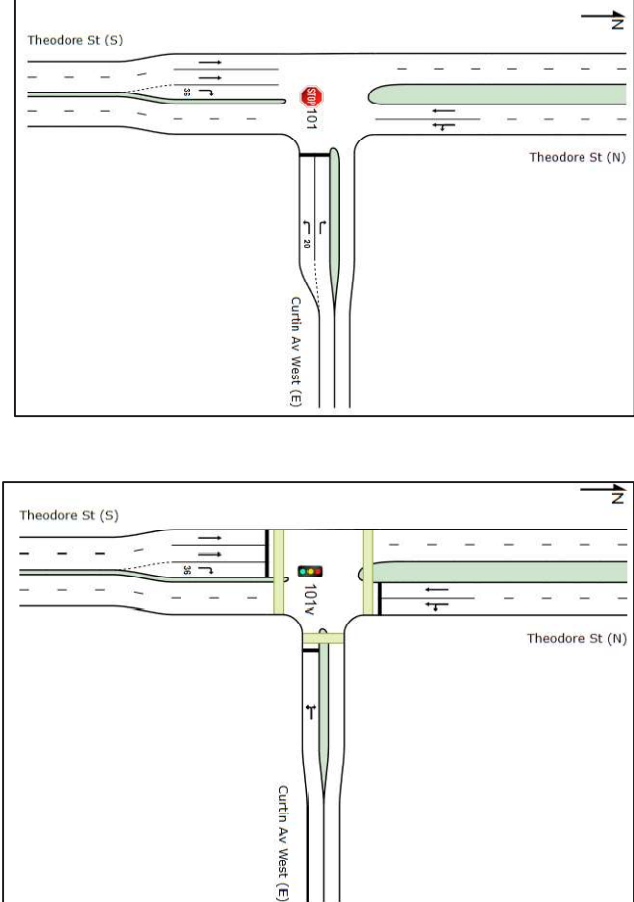 N
Theodore St (S)
36
STOP
101
Theodore St (N)
20
Curtin Av West (E)
N
Theodore St (S)
36
101v
Theodore St (N)
Curtin Av West (E)